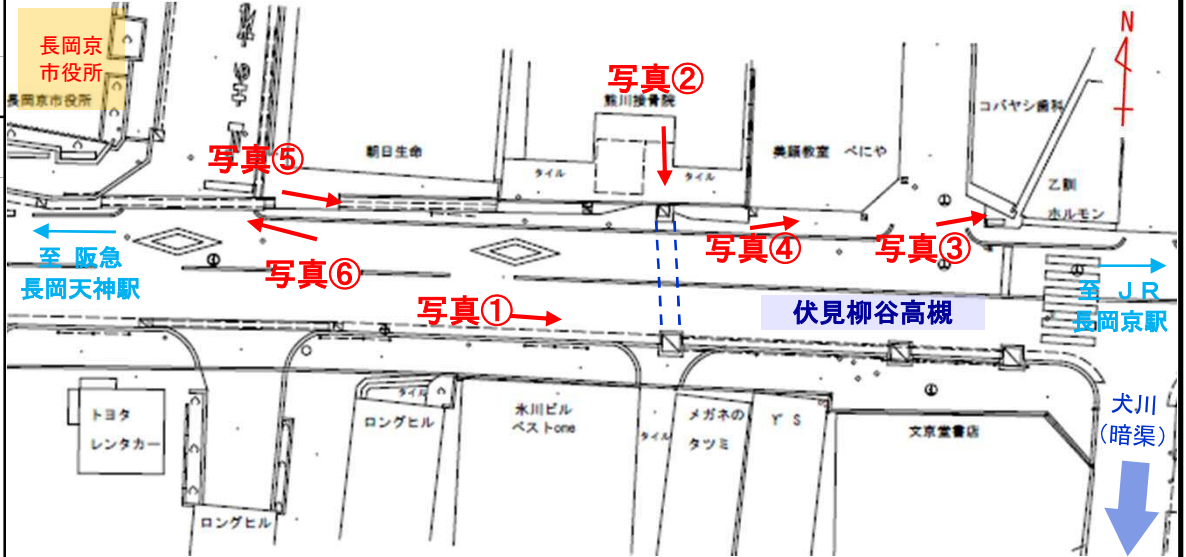 長岡京
市役所
長岡京市役所
N
写真②
熊川接骨院
コバヤシ歯科
朝日生命
美顔教室 べにや
写真⑤
タイル
タイル
乙訓
ホルモン
写真④
写真③
至 阪急
長岡天神駅
写真⑥
至 ＪＲ
長岡京駅
写真①
伏見柳谷高槻
犬川
(暗渠)
トヨタ
レンタカー
タイル
ロングヒル
氷川ビル
ベストone
タイル
メガネの
タツミ
Y'S
文京堂書店
ロングヒル